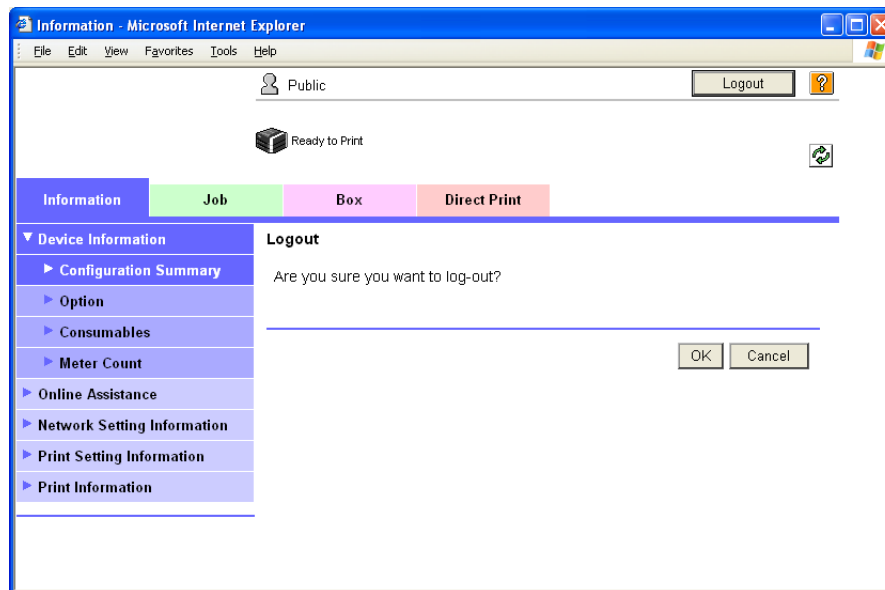 Information - Microsoft Internet Explorer
File Edit View Favorites Tools Help
Public Logout ?
Ready to Print
Information Job Box Direct Print
Device Information
Configuration Summary
Option
Consumables
Meter Count
Online Assistance
Network Setting Information
Print Setting Information
Print Information
Logout
Are you sure you want to log-out?
OK Cancel